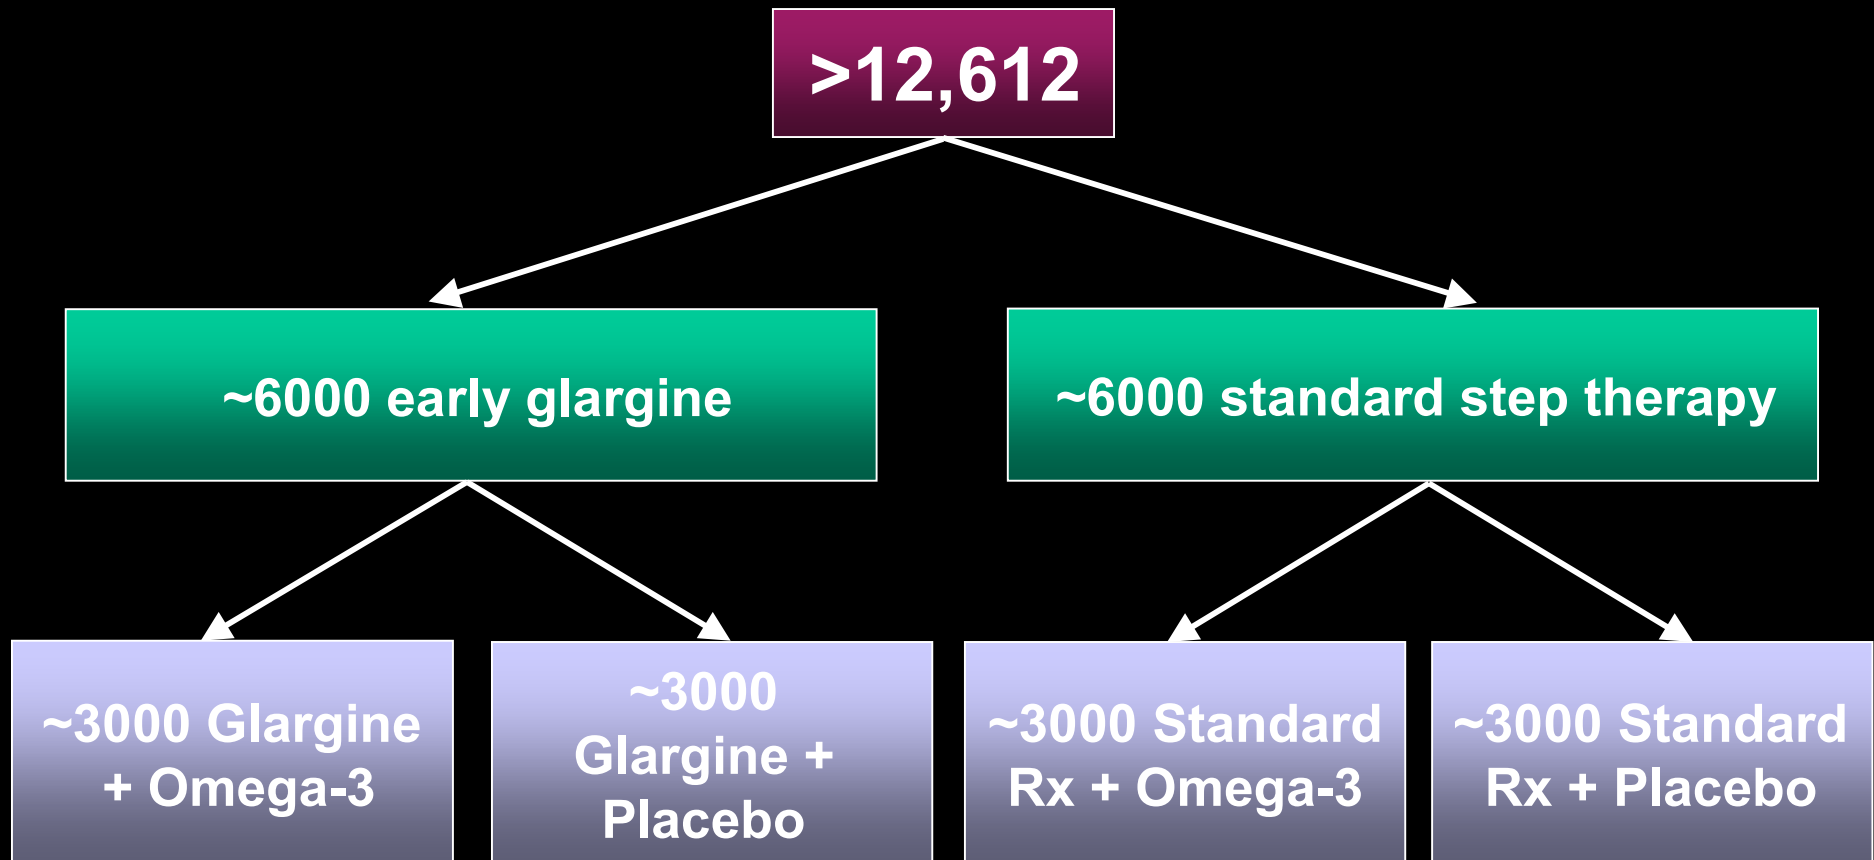 >12,612
~6000 early glargine
~6000 standard step therapy
~3000 Glargine
+ Omega-3
~3000
Glargine +
Placebo
~3000 Standard
Rx + Omega-3
~3000 Standard
Rx + Placebo